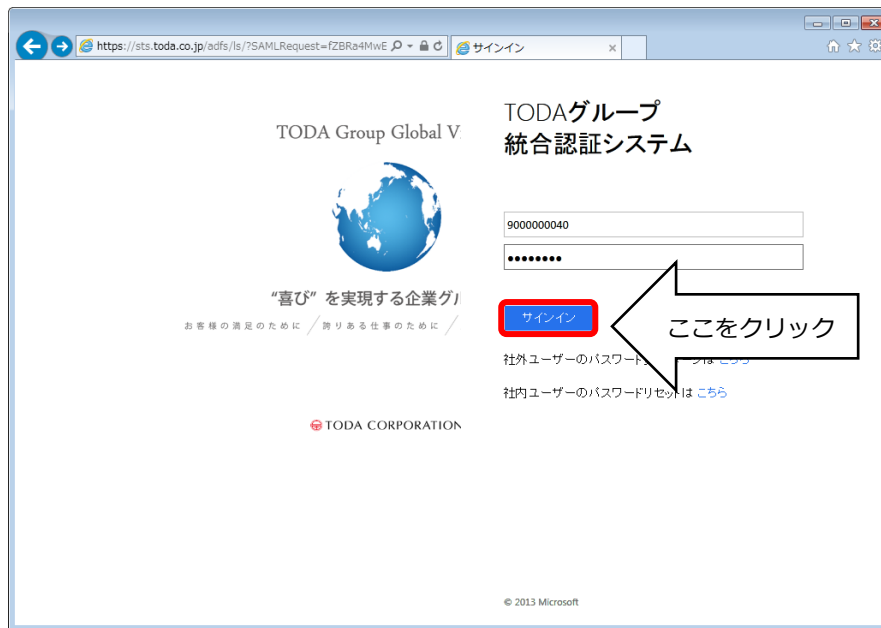 https://sts.toda.co.jp/adfs/ls/?SAMLRequest=fZBRa4MwE
サインイン
TODA Group Global V
TODAグループ
統合認証システム
9000000040
••••••••
“喜び” を実現する企業グル
お客様の満足のために ╱ 誇りある仕事のために ╱
サインイン
ここをクリック
社外ユーザーのパスワード は こちら
社内ユーザーのパスワードリセットは こちら
TODA CORPORATION
© 2013 Microsoft